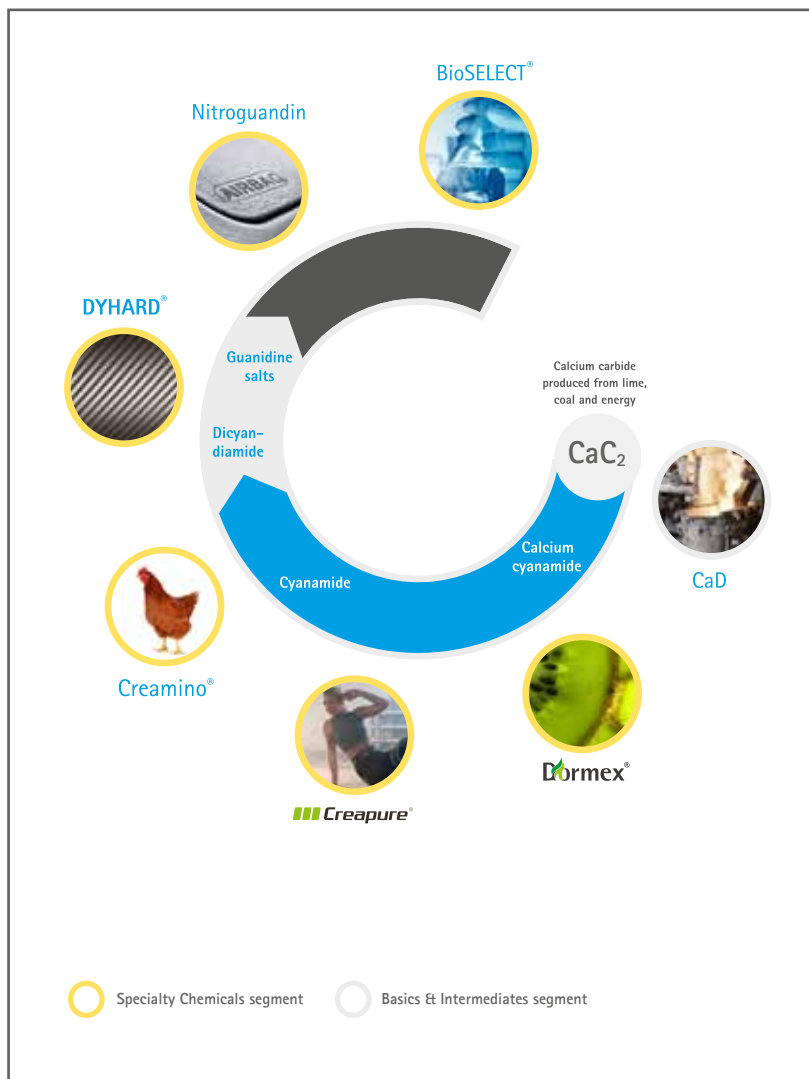 BioSELECT®
Nitroguandin
AIRBAG
DYHARD®
Guanidine
salts
Calcium carbide
produced from lime,
coal and energy
Dicyan-
diamide
CaC₂
Calcium
cyanamide
Cyanamide
CaD
Creamino®
Dormex®
Creapure®
Specialty Chemicals segment
Basics & Intermediates segment